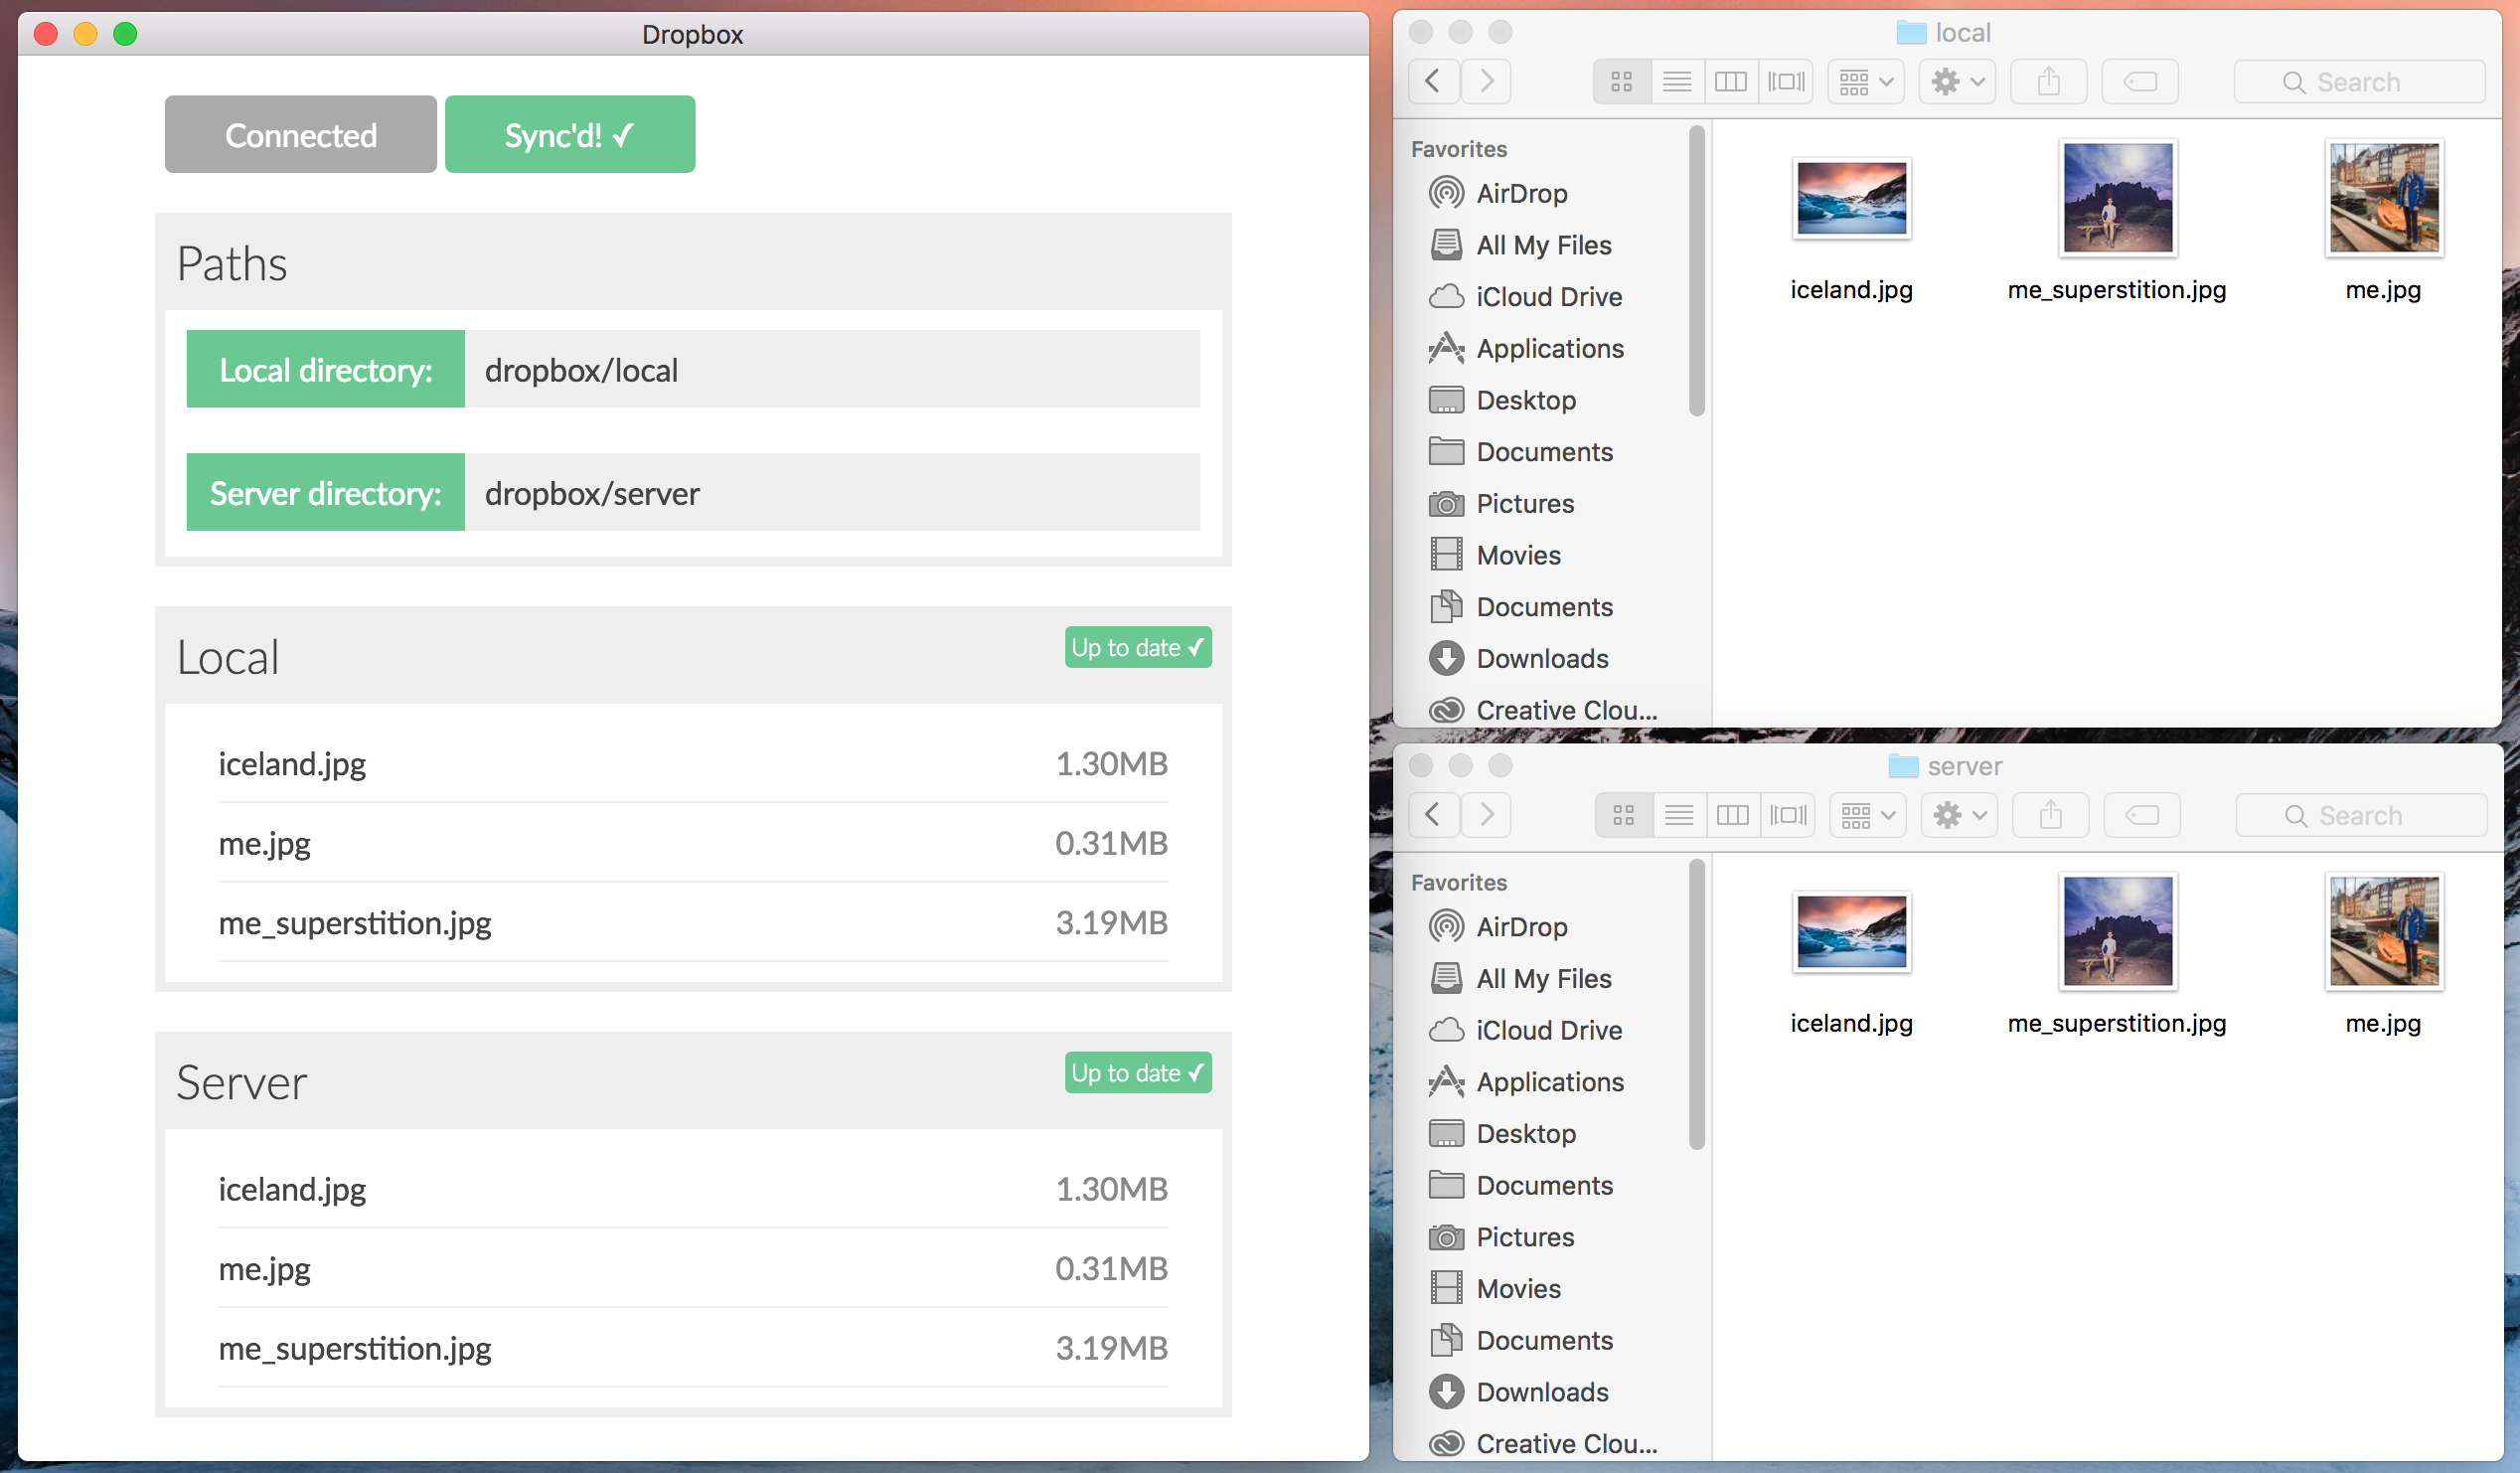 Dropbox
Connected
Sync'd! ✓
Paths
Local directory: dropbox/local
Server directory: dropbox/server
Local
Up to date ✓
iceland.jpg 1.30MB
me.jpg 0.31MB
me_superstition.jpg 3.19MB
Server
Up to date ✓
iceland.jpg 1.30MB
me.jpg 0.31MB
me_superstition.jpg 3.19MB
local
Search
Favorites
AirDrop
All My Files
iCloud Drive
Applications
Desktop
Documents
Pictures
Movies
Documents
Downloads
Creative Clou...
iceland.jpg
me_superstition.jpg
me.jpg
server
Search
Favorites
AirDrop
All My Files
iCloud Drive
Applications
Desktop
Documents
Pictures
Movies
Documents
Downloads
Creative Clou...
iceland.jpg
me_superstition.jpg
me.jpg